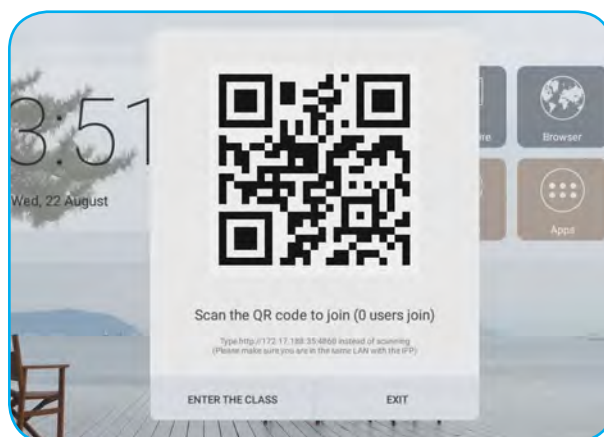 3:51
Wed, 22 August
Browser
Apps
Scan the QR code to join (0 users join)
Type http://172.17.188.35:4860 instead of scanning
(Please make sure you are in the same LAN with the IFP)
ENTER THE CLASS
EXIT